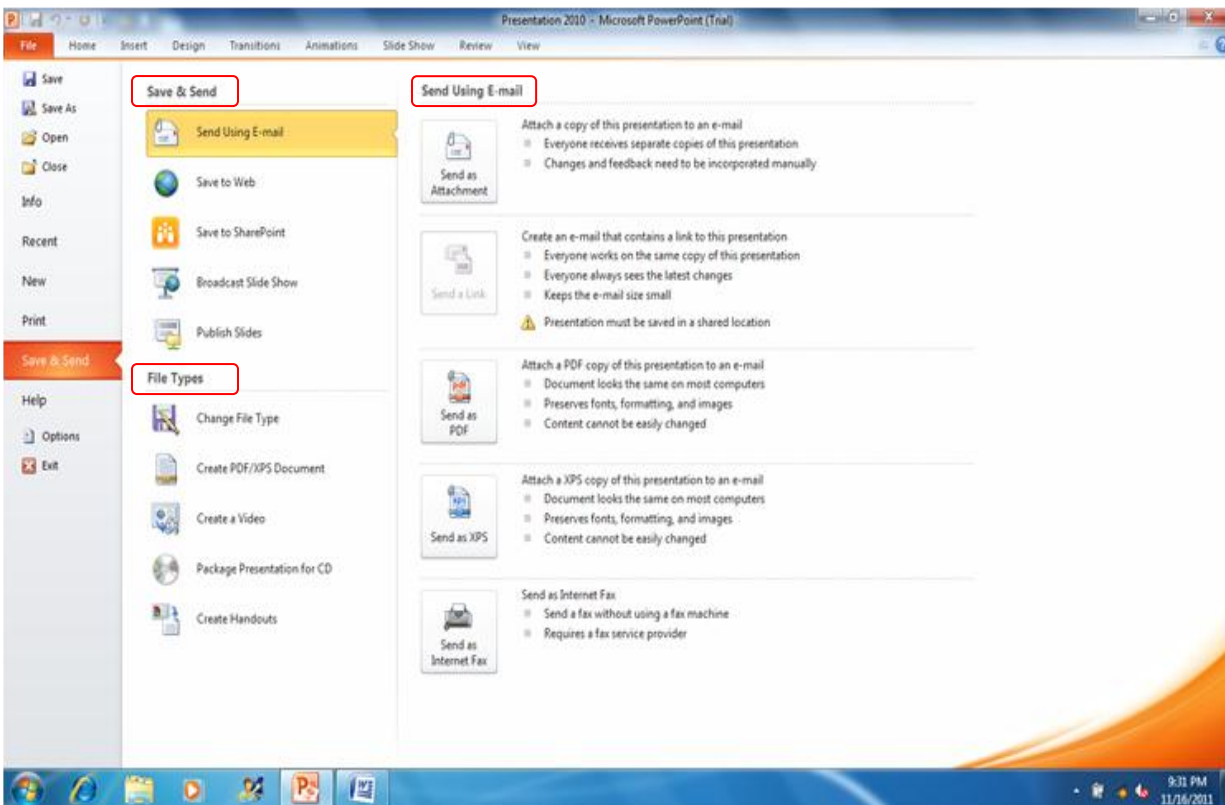 Presentation 2010 - Microsoft PowerPoint (Trial)
File Home Insert Design Transitions Animations Slide Show Review View
Save
Save As
Open
Close
Info
Recent
New
Print
Save & Send
Help
Options
Exit
Save & Send
Send Using E-mail
Save to Web
Save to SharePoint
Broadcast Slide Show
Publish Slides
File Types
Change File Type
Create PDF/XPS Document
Create a Video
Package Presentation for CD
Create Handouts
Send Using E-mail
Send as
Attachment
Attach a copy of this presentation to an e-mail
Everyone receives separate copies of this presentation
Changes and feedback need to be incorporated manually
Send a Link
Create an e-mail that contains a link to this presentation
Everyone works on the same copy of this presentation
Everyone always sees the latest changes
Keeps the e-mail size small
Presentation must be saved in a shared location
Send as
PDF
Attach a PDF copy of this presentation to an e-mail
Document looks the same on most computers
Preserves fonts, formatting, and images
Content cannot be easily changed
Send as XPS
Attach a XPS copy of this presentation to an e-mail
Document looks the same on most computers
Preserves fonts, formatting, and images
Content cannot be easily changed
Send as
Internet Fax
Send as Internet Fax
Send a fax without using a fax machine
Requires a fax service provider
9:31 PM
11/16/2011